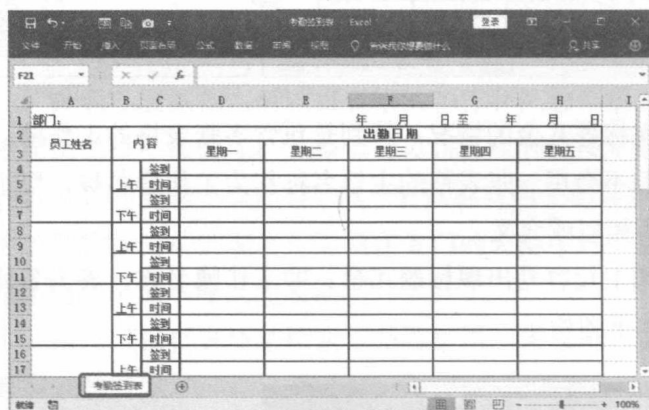 考勤签到表 - Excel 登录
文件 开始 插入 页面布局 公式 数据 审阅 视图 告诉我你想要做什么 共享
F21 fx
A B C D E F G H I
1 部门： 年 月 日 至 年 月 日
2 员工姓名 内容 出勤日期
3 星期一 星期二 星期三 星期四 星期五
4 签到
5 上午 时间
6 签到
7 下午 时间
8 签到
9 上午 时间
10 签到
11 下午 时间
12 签到
13 上午 时间
14 签到
15 下午 时间
16 签到
17 上午 时间
考勤签到表
就绪 100%